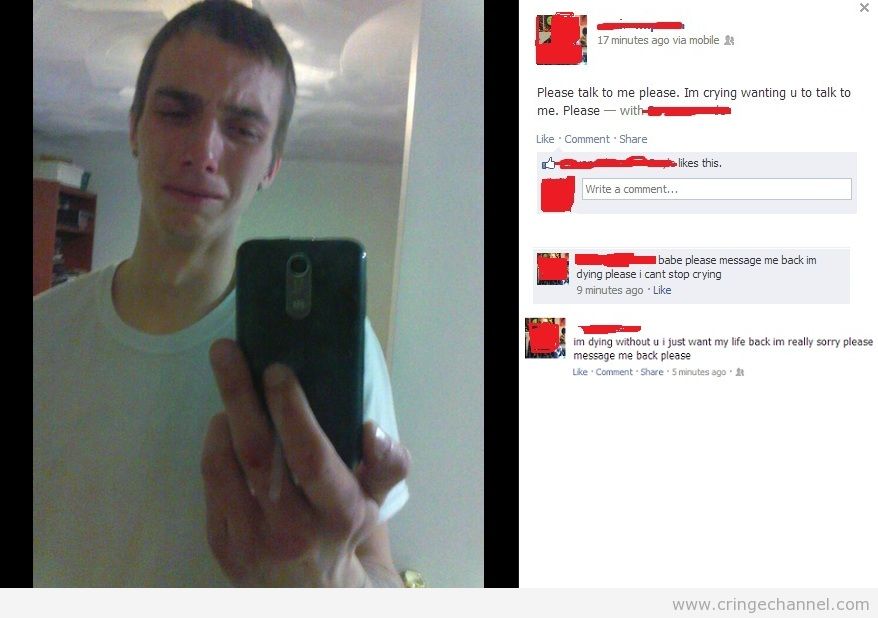 17 minutes ago via mobile
Please talk to me please. Im crying wanting u to talk to
me. Please — with
Like · Comment · Share
likes this.
Write a comment...
babe please message me back im
dying please i cant stop crying
9 minutes ago · Like
im dying without u i just want my life back im really sorry please
message me back please
Like · Comment · Share · 5 minutes ago ·
www.cringechannel.com